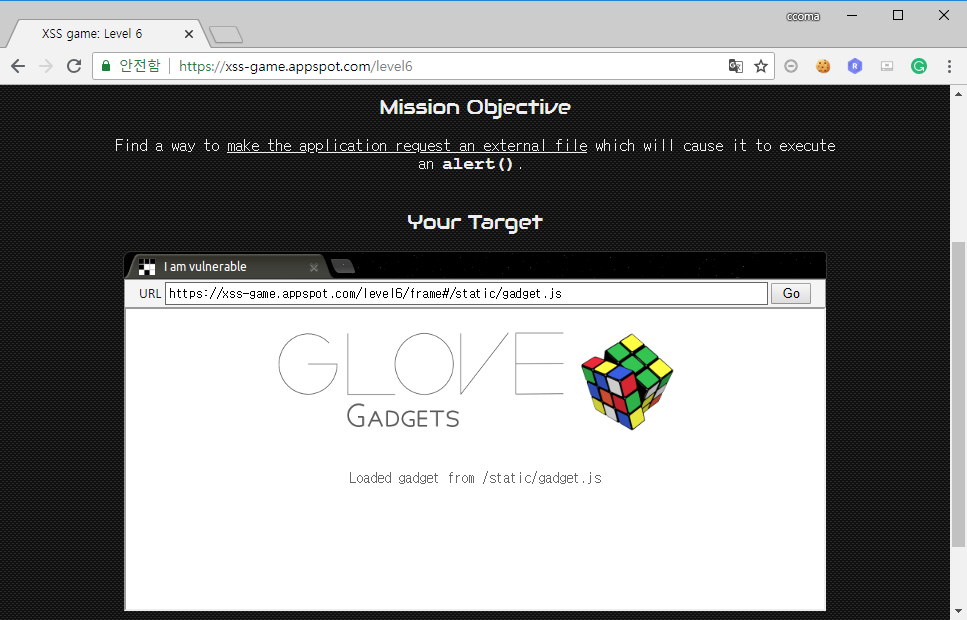 ccoma
XSS game: Level 6
안전함 https://xss-game.appspot.com/level6
Mission Objective
Find a way to make the application request an external file which will cause it to execute
an alert().
Your Target
I am vulnerable
URL https://xss-game.appspot.com/level6/frame#/static/gadget.js Go
GLOVE
GADGETS
Loaded gadget from /static/gadget.js